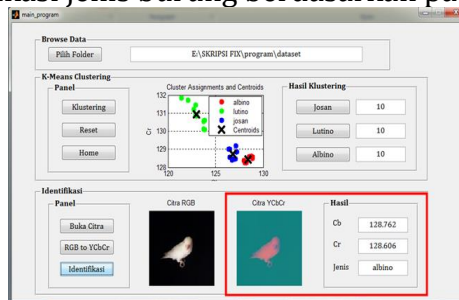 jenis burang berdasarkan
main_program
Browse Data
Pilih Folder
E:\SKRIPSI FIX\program\dataset
K-Means Clustering
Panel
Klustering
Reset
Home
Cluster Assignments and Centroids
132
131
130
129
128
Cr
120
125
130
albino
lutino
josan
Centroids
Hasil Klustering
Josan
10
Lutino
10
Albino
10
Identifikasi
Panel
Buka Citra
RGB to YCbCr
Identifikasi
Citra RGB
Citra YCbCr
Hasil
Cb
128.762
Cr
128.606
Jenis
albino